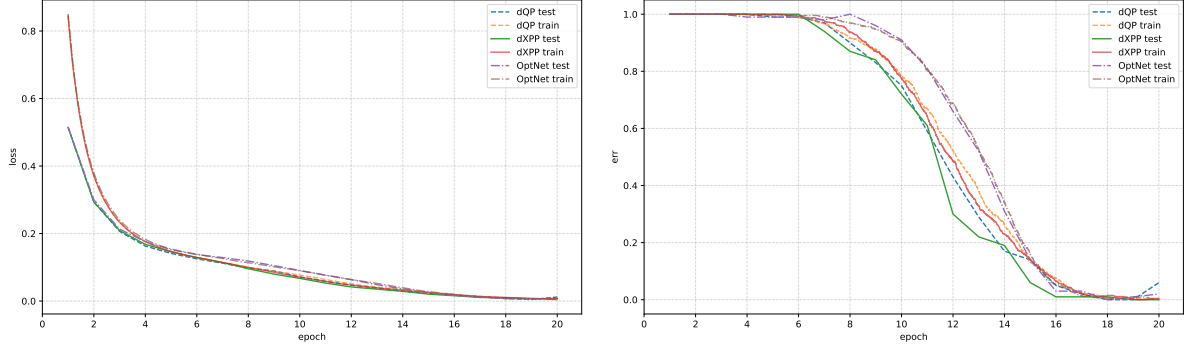 loss
0.8
0.6
0.4
0.2
0.0
0 2 4 6 8 10 12 14 16 18 20
epoch
dQP test
dQP train
dXPP test
dXPP train
OptNet test
OptNet train
err
1.0
0.8
0.6
0.4
0.2
0.0
0 2 4 6 8 10 12 14 16 18 20
epoch
dQP test
dQP train
dXPP test
dXPP train
OptNet test
OptNet train